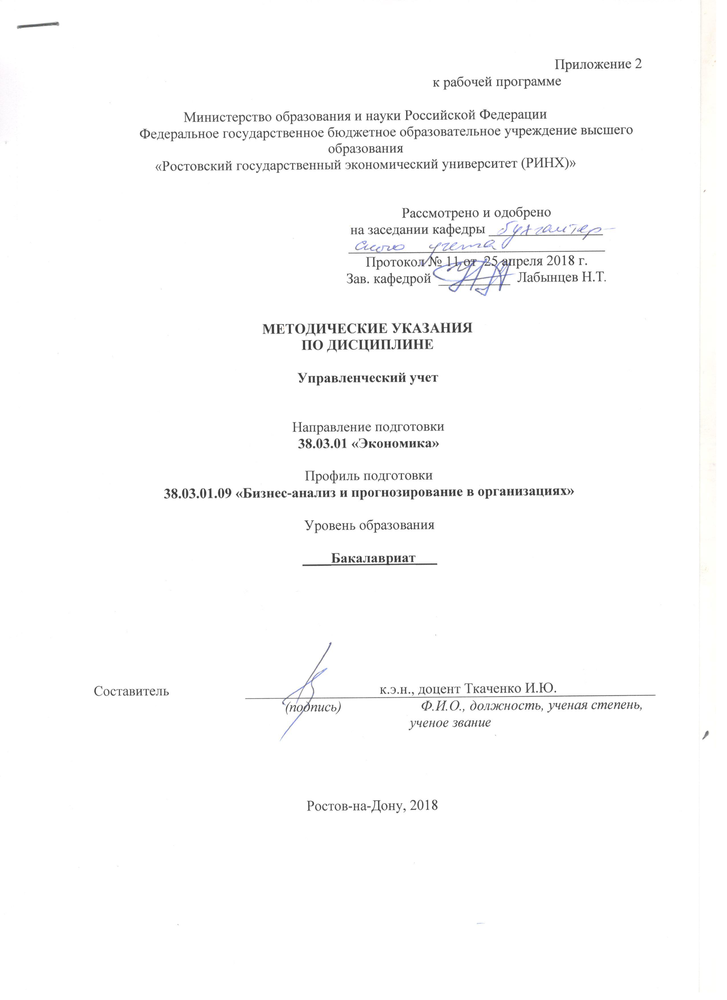 Приложение 2
к рабочей программе
Министерство образования и науки Российской Федерации
Федеральное государственное бюджетное образовательное учреждение высшего
образования
«Ростовский государственный экономический университет (РИНХ)»
Рассмотрено и одобрено
на заседании кафедры бухгалтер-
ского учета
Протокол № 11 от 25 апреля 2018 г.
Зав. кафедрой Лабынцев Н.Т.
МЕТОДИЧЕСКИЕ УКАЗАНИЯ
ПО ДИСЦИПЛИНЕ
Управленческий учет
Направление подготовки
38.03.01 «Экономика»
Профиль подготовки
38.03.01.09 «Бизнес-анализ и прогнозирование в организациях»
Уровень образования
Бакалавриат
Составитель к.э.н., доцент Ткаченко И.Ю.
(подпись) Ф.И.О., должность, ученая степень,
ученое звание
Ростов-на-Дону, 2018